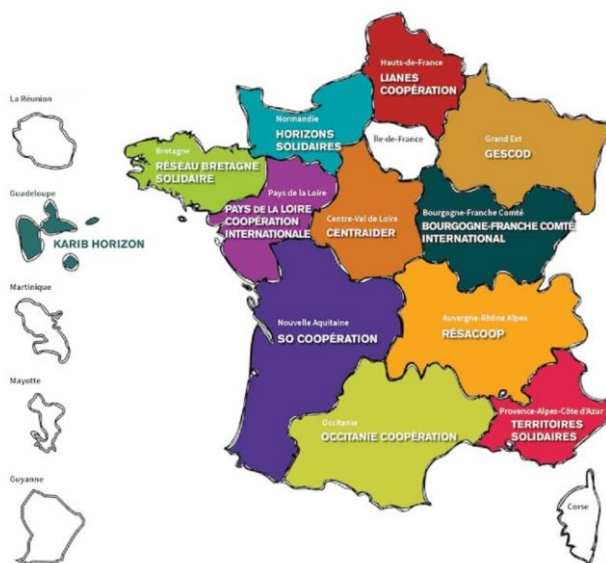 La Réunion
Guadeloupe
KARIB HORIZON
Martinique
Mayotte
Guyanne
Hauts-de-France
LIANES
COOPÉRATION
Normandie
HORIZONS
SOLIDAIRES
Île-de-France
Grand Est
GESCOD
Bretagne
RÉSEAU BRETAGNE
SOLIDAIRE
Pays de la Loire
PAYS DE LA LOIRE
COOPÉRATION
INTERNATIONALE
Centre-Val de Loire
CENTRAIDER
Bourgogne-Franche Comté
BOURGOGNE-FRANCHE COMTÉ
INTERNATIONAL
Nouvelle Aquitaine
SO COOPÉRATION
Auvergne-Rhône Alpes
RÉSACOOP
Occitanie
OCCITANIE COOPÉRATION
Provence-Alpes-Côte d'Azur
TERRITOIRES
SOLIDAIRES
Corse